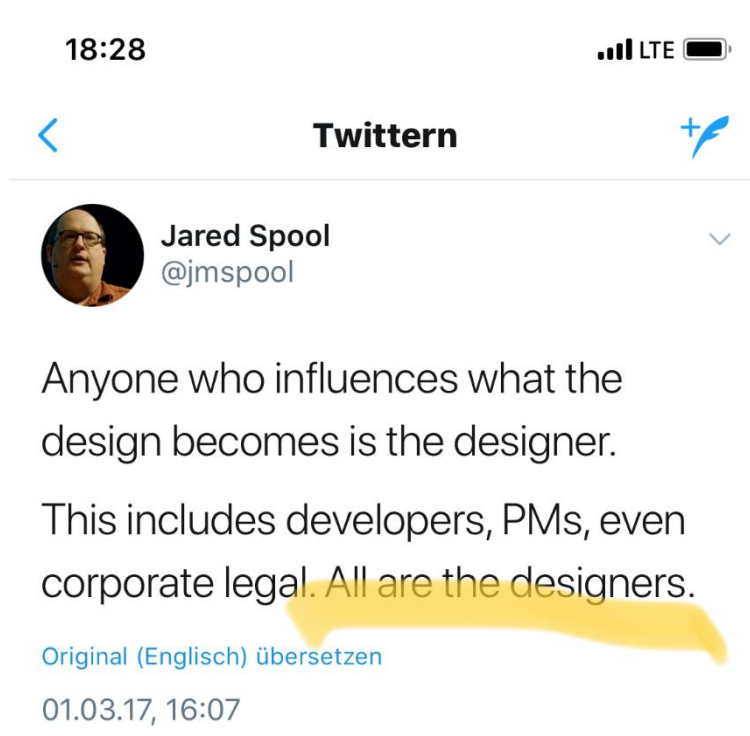 18:28 LTE
Twittern
Jared Spool
@jmspool
Anyone who influences what the
design becomes is the designer.
This includes developers, PMs, even
corporate legal. All are the designers.
Original (Englisch) übersetzen
01.03.17, 16:07